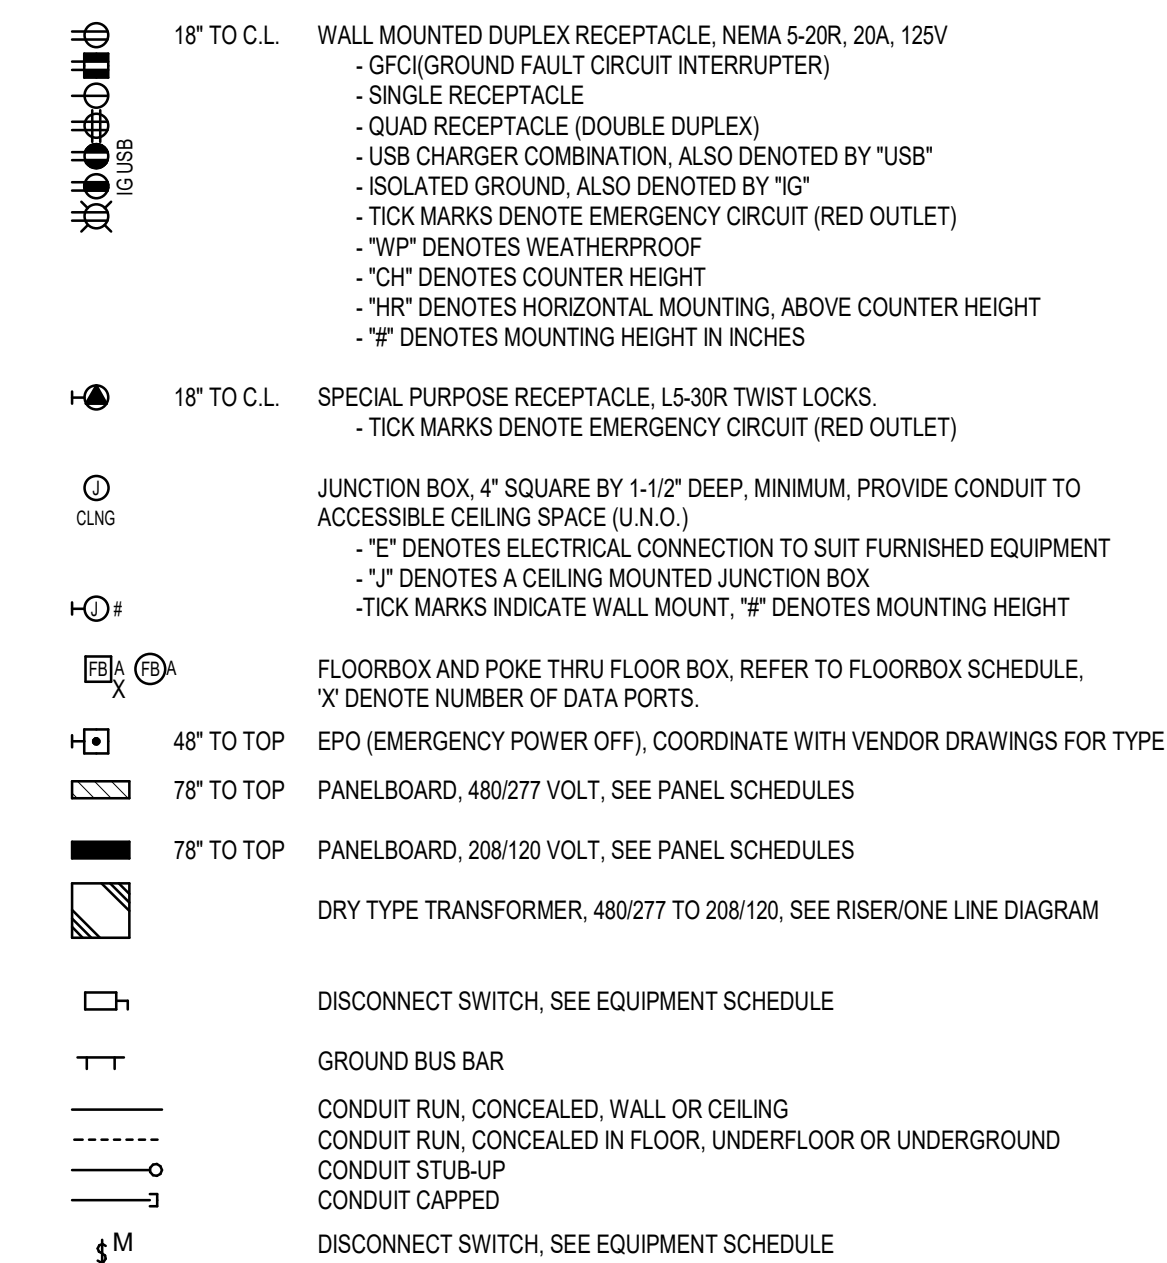 18" TO C.L. WALL MOUNTED DUPLEX RECEPTACLE, NEMA 5-20R, 20A, 125V
- GFCI(GROUND FAULT CIRCUIT INTERRUPTER)
- SINGLE RECEPTACLE
- QUAD RECEPTACLE (DOUBLE DUPLEX)
USB - USB CHARGER COMBINATION, ALSO DENOTED BY "USB"
IG - ISOLATED GROUND, ALSO DENOTED BY "IG"
- TICK MARKS DENOTE EMERGENCY CIRCUIT (RED OUTLET)
- "WP" DENOTES WEATHERPROOF
- "CH" DENOTES COUNTER HEIGHT
- "HR" DENOTES HORIZONTAL MOUNTING, ABOVE COUNTER HEIGHT
- "#" DENOTES MOUNTING HEIGHT IN INCHES
18" TO C.L. SPECIAL PURPOSE RECEPTACLE, L5-30R TWIST LOCKS.
- TICK MARKS DENOTE EMERGENCY CIRCUIT (RED OUTLET)
J JUNCTION BOX, 4" SQUARE BY 1-1/2" DEEP, MINIMUM, PROVIDE CONDUIT TO
CLNG ACCESSIBLE CEILING SPACE (U.N.O.)
- "E" DENOTES ELECTRICAL CONNECTION TO SUIT FURNISHED EQUIPMENT
- "J" DENOTES A CEILING MOUNTED JUNCTION BOX
J # -TICK MARKS INDICATE WALL MOUNT, "#" DENOTES MOUNTING HEIGHT
FB A FB A FLOORBOX AND POKE THRU FLOOR BOX, REFER TO FLOORBOX SCHEDULE,
X 'X' DENOTE NUMBER OF DATA PORTS.
48" TO TOP EPO (EMERGENCY POWER OFF), COORDINATE WITH VENDOR DRAWINGS FOR TYPE
78" TO TOP PANELBOARD, 480/277 VOLT, SEE PANEL SCHEDULES
78" TO TOP PANELBOARD, 208/120 VOLT, SEE PANEL SCHEDULES
DRY TYPE TRANSFORMER, 480/277 TO 208/120, SEE RISER/ONE LINE DIAGRAM
DISCONNECT SWITCH, SEE EQUIPMENT SCHEDULE
GROUND BUS BAR
CONDUIT RUN, CONCEALED, WALL OR CEILING
CONDUIT RUN, CONCEALED IN FLOOR, UNDERFLOOR OR UNDERGROUND
CONDUIT STUB-UP
CONDUIT CAPPED
$ M DISCONNECT SWITCH, SEE EQUIPMENT SCHEDULE